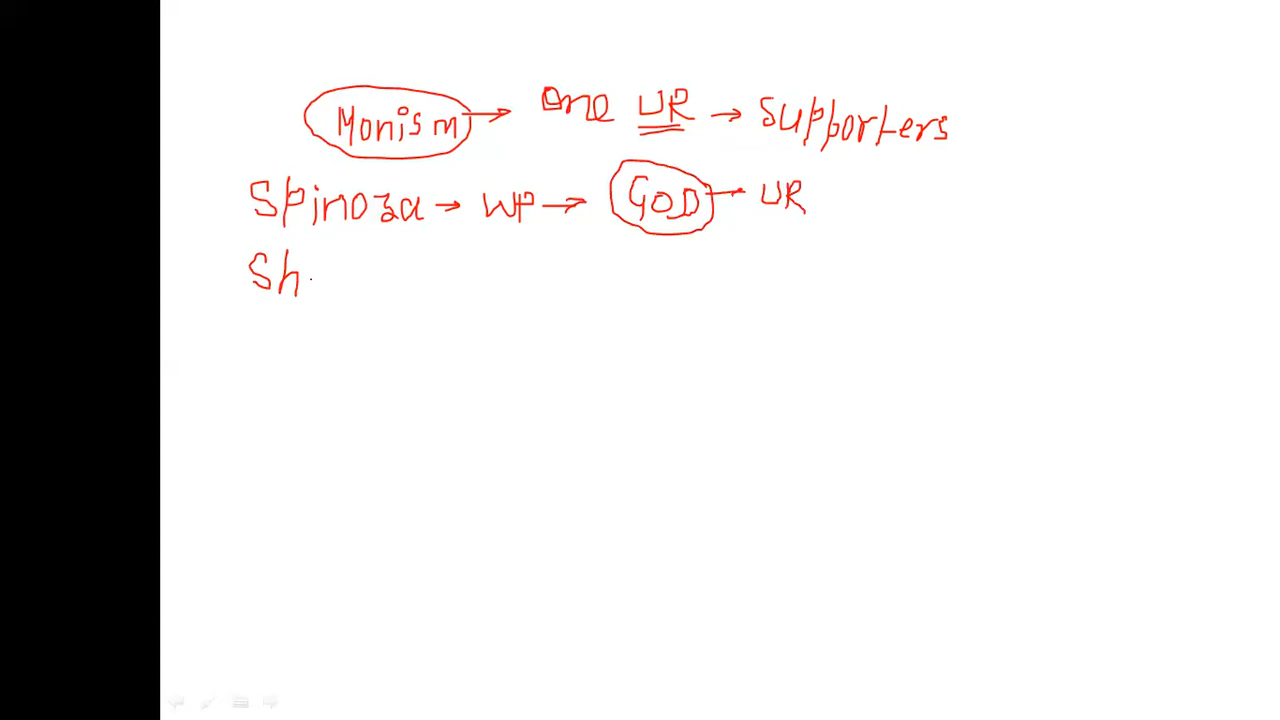 Monism → one UR → Supporters
Spinoza → WP → GOD → UR
Sh